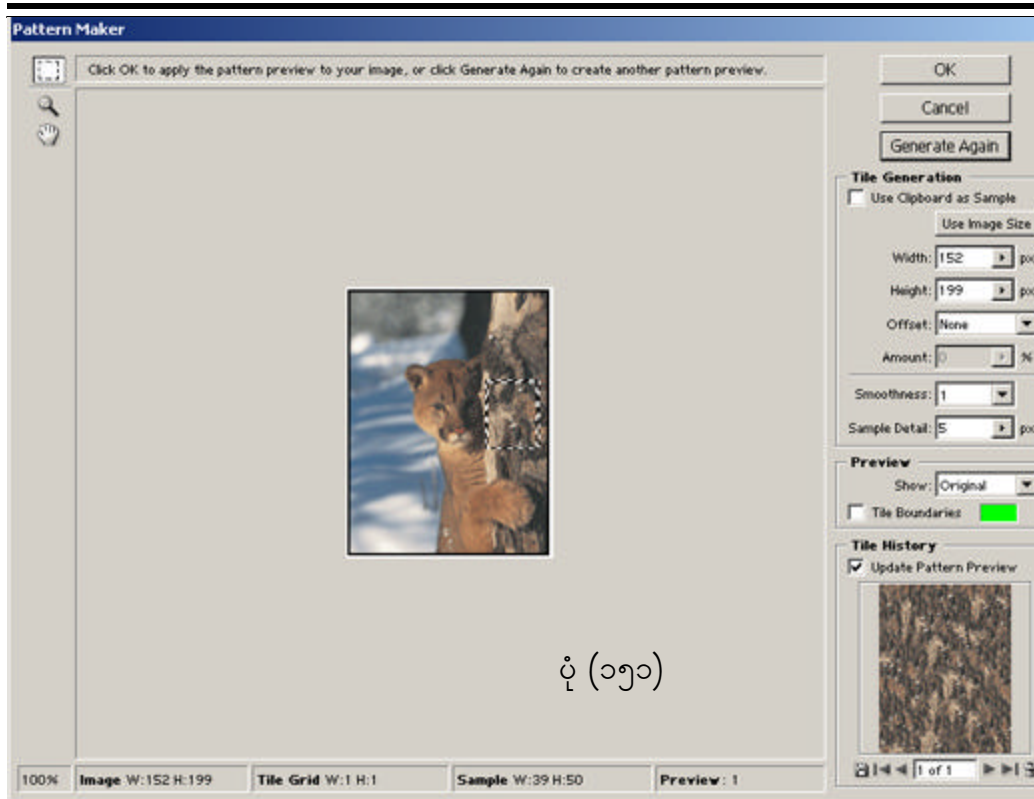 Pattern Maker
Click OK to apply the pattern preview to your image, or click Generate Again to create another pattern preview.
OK
Cancel
Generate Again
Tile Generation
Use Clipboard as Sample
Use Image Size
Width: 152 px
Height: 199 px
Offset: None
Amount: 0 %
Smoothness: 1
Sample Detail: 5 px
Preview
Show: Original
Tile Boundaries
Tile History
Update Pattern Preview
ပုံ (၁၅၁)
1 of 1
100% Image W:152 H:199 Tile Grid W:1 H:1 Sample W:39 H:50 Preview: 1